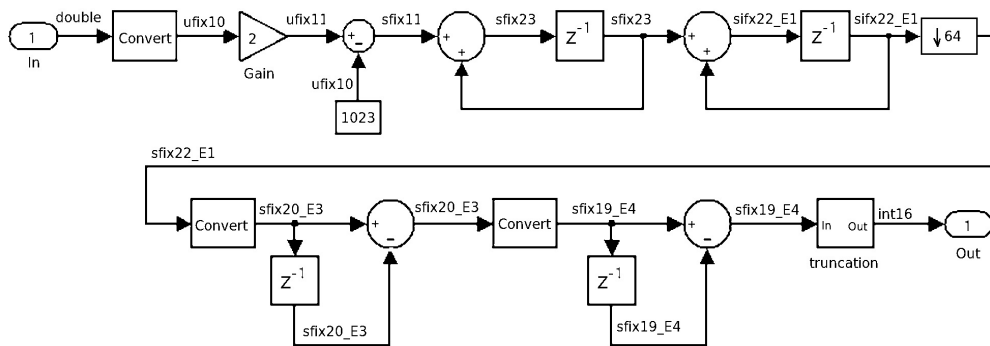 double
1
In
Convert
ufix10
2
Gain
ufix11
+
−
ufix10
1023
sfix11
+
+
sfix23
Z⁻¹
sfix23
+
+
sifx22_E1
Z⁻¹
sifx22_E1
↓ 64
sfix22_E1
Convert
sfix20_E3
Z⁻¹
sfix20_E3
+
−
sfix20_E3
Convert
sfix19_E4
Z⁻¹
sfix19_E4
+
−
sfix19_E4
In Out
truncation
int16
1
Out